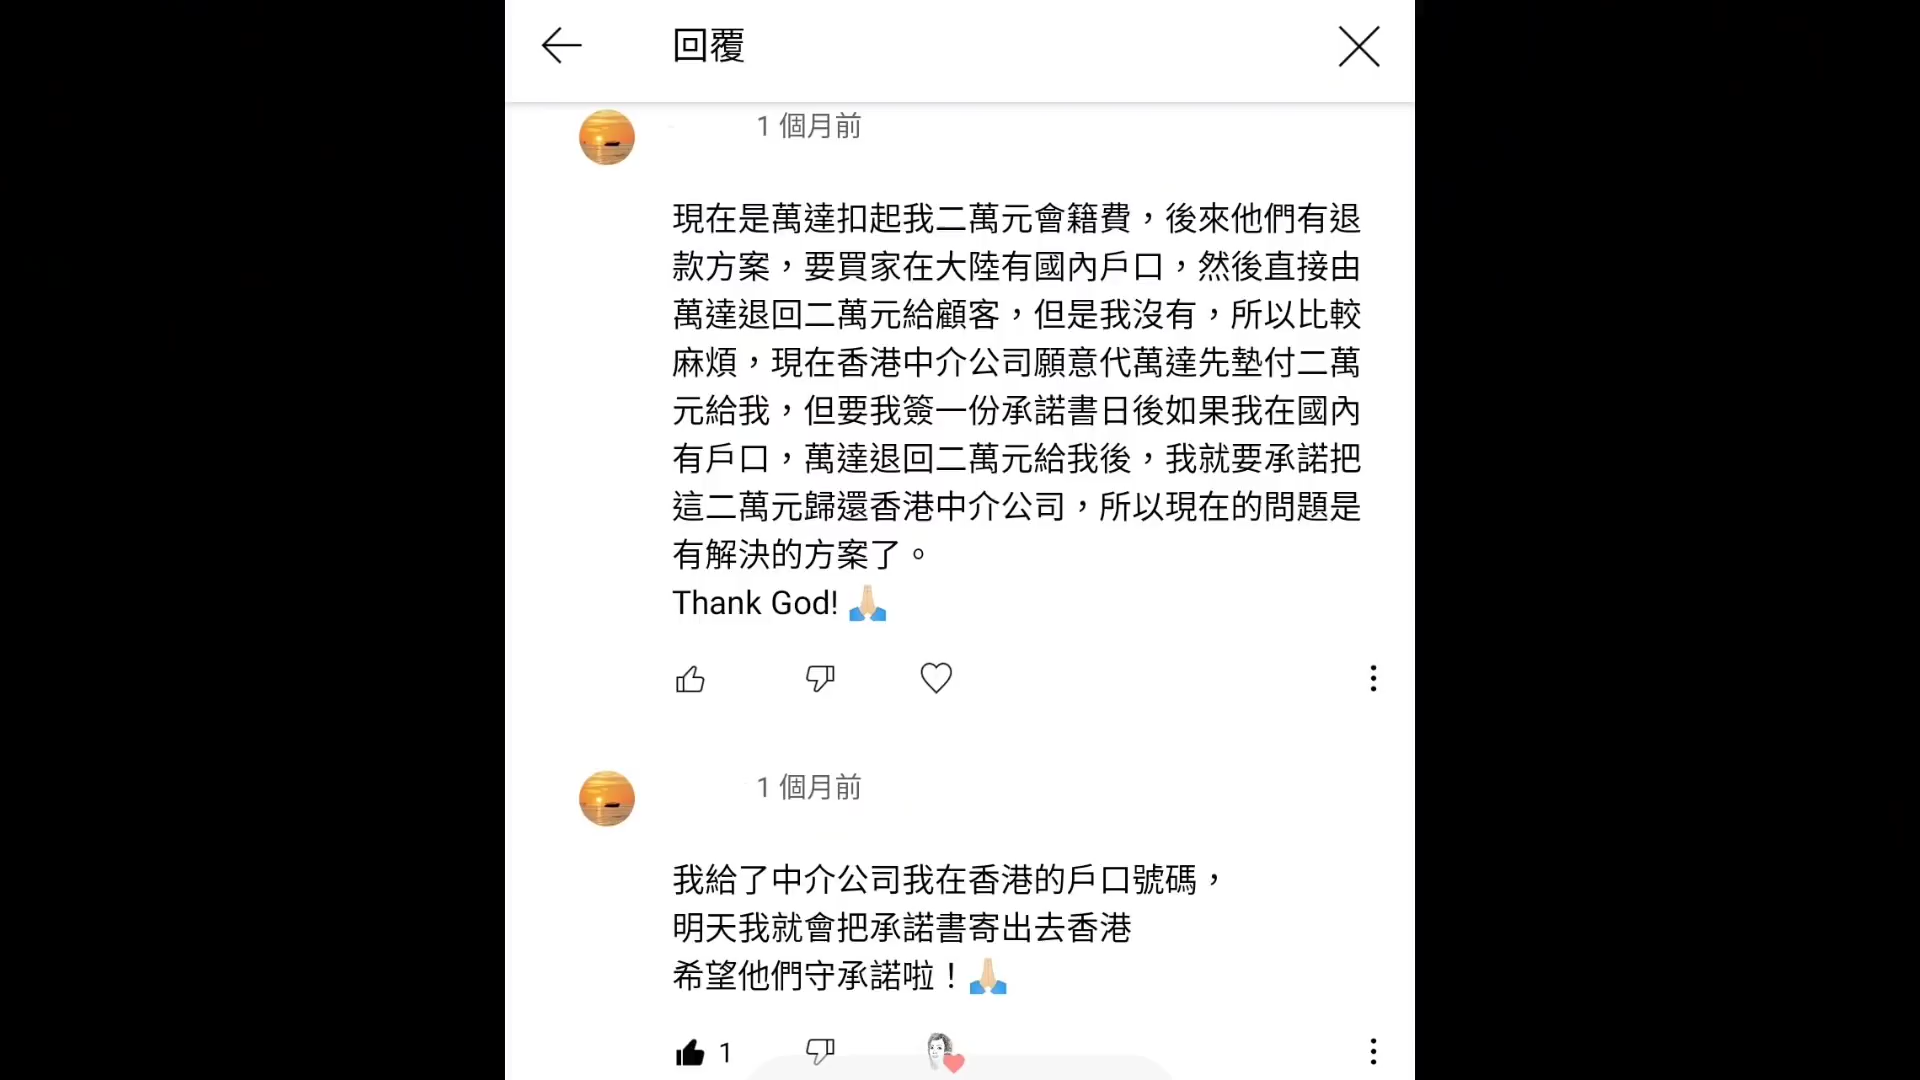 回覆
1 個月前
現在是萬達扣起我二萬元會籍費，後來他們有退
款方案，要買家在大陸有國內戶口，然後直接由
萬達退回二萬元給顧客，但是我沒有，所以比較
麻煩，現在香港中介公司願意代萬達先墊付二萬
元給我，但要我簽一份承諾書日後如果我在國內
有戶口，萬達退回二萬元給我後，我就要承諾把
這二萬元歸還香港中介公司，所以現在的問題是
有解決的方案了。
Thank God! 🙏🏻
1 個月前
我給了中介公司我在香港的戶口號碼，
明天我就會把承諾書寄出去香港
希望他們守承諾啦！🙏🏻
1